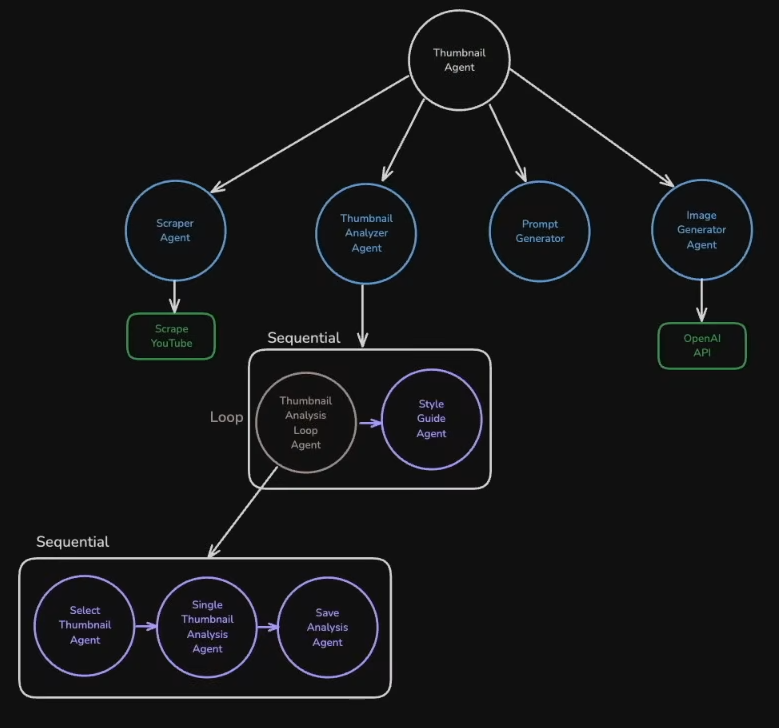 Thumbnail
Agent
Scraper
Agent
Thumbnail
Analyzer
Agent
Prompt
Generator
Image
Generator
Agent
Scrape
YouTube
OpenAI
API
Sequential
Loop
Thumbnail
Analysis
Loop
Agent
Style
Guide
Agent
Sequential
Select
Thumbnail
Agent
Single
Thumbnail
Analysis
Agent
Save
Analysis
Agent